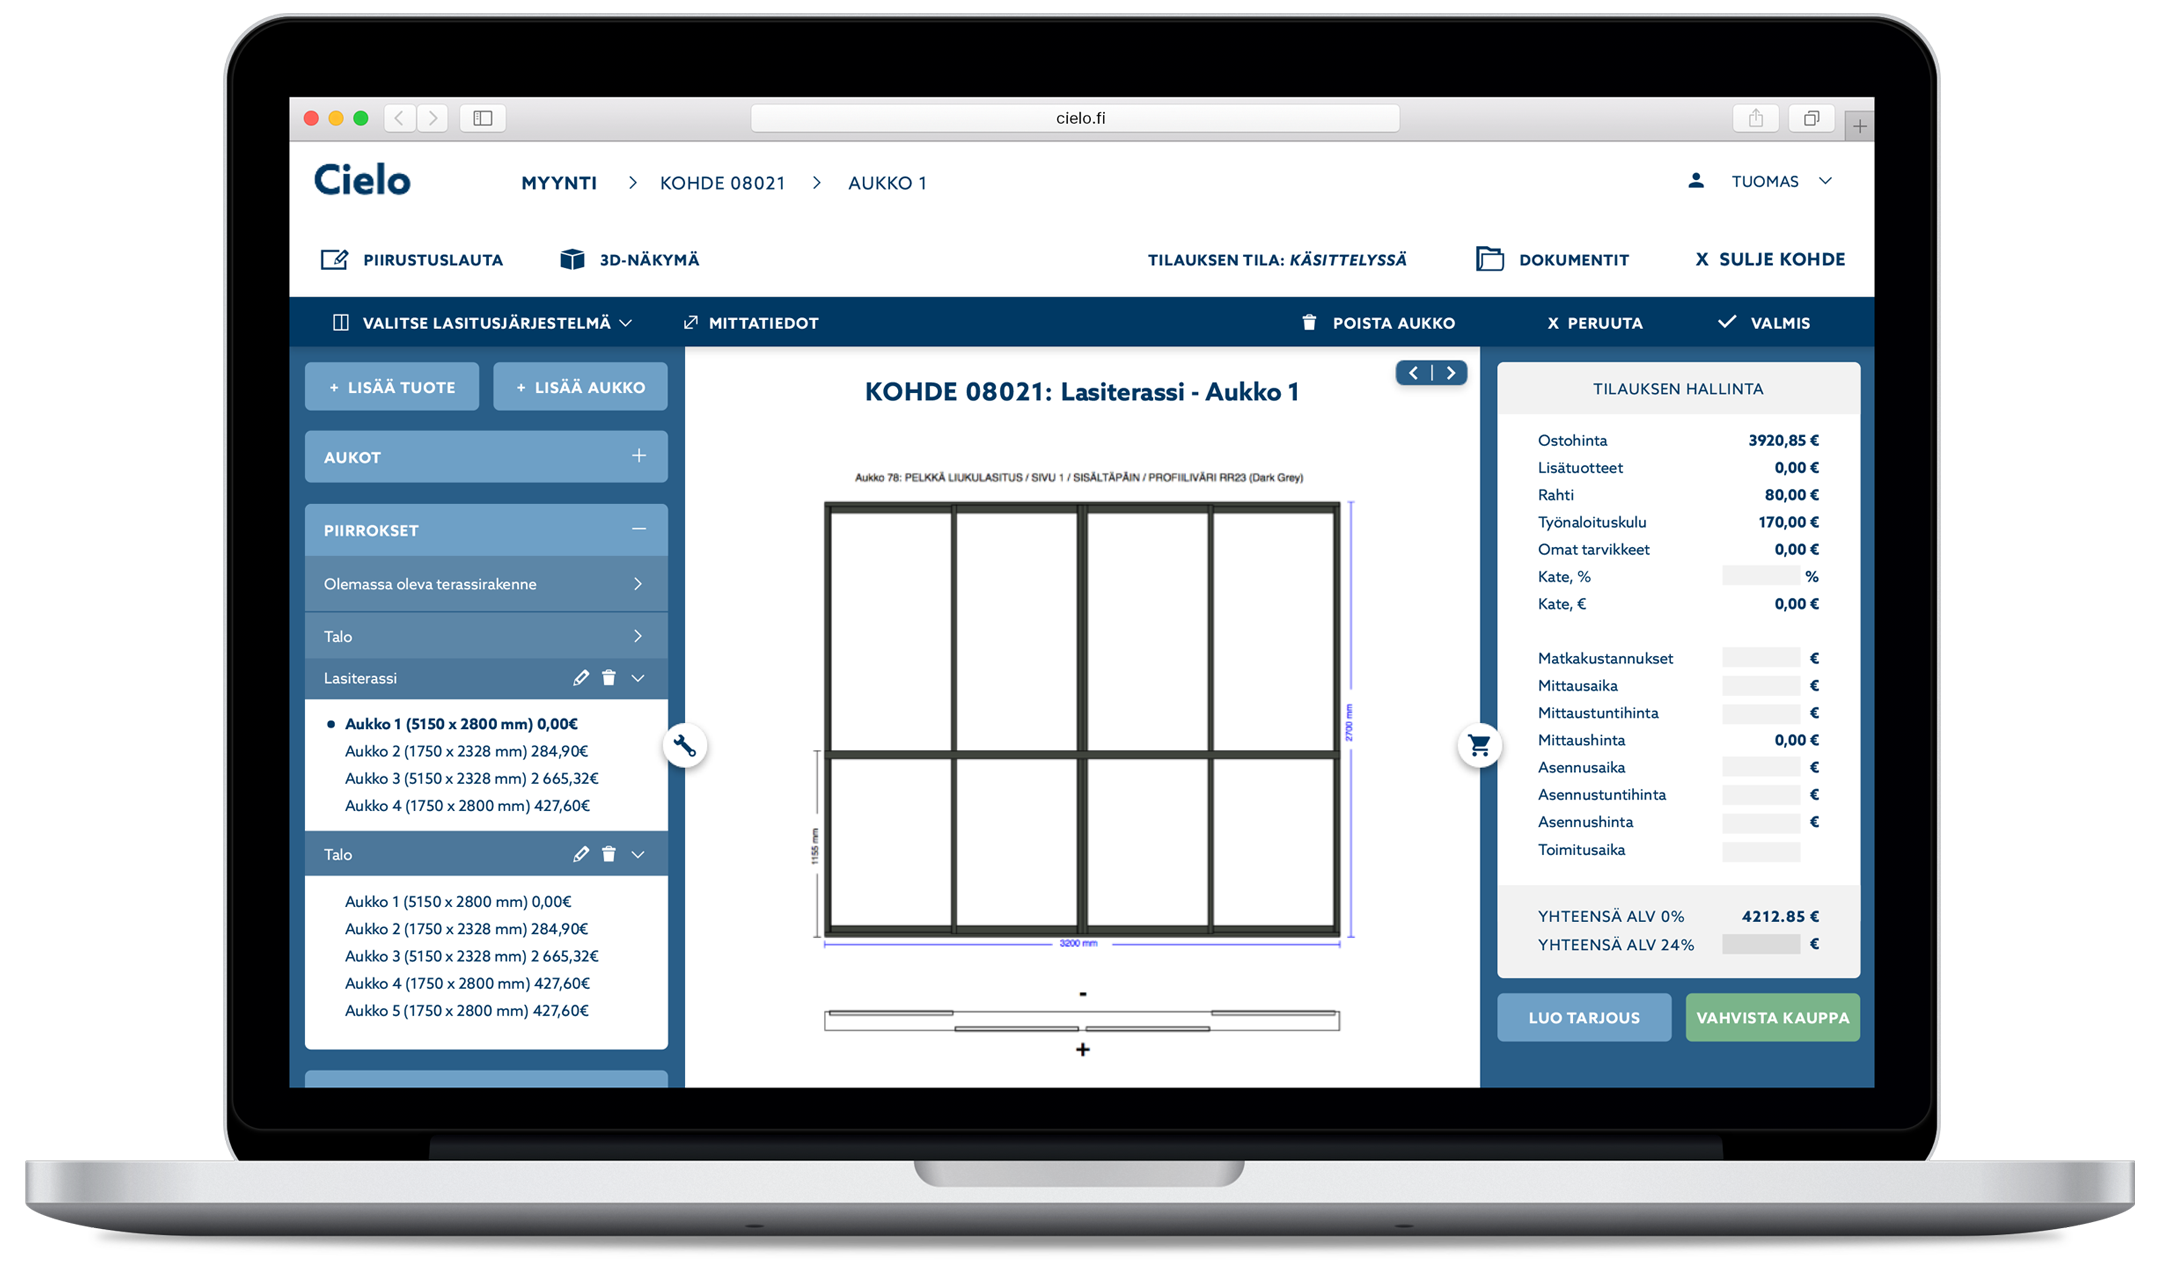 cielo.fi
Cielo
MYYNTI > KOHDE 08021 > AUKKO 1
TUOMAS
PIIRUSTUSLAUTA
3D-NÄKYMÄ
TILAUKSEN TILA: KÄSITTELYSSÄ
DOKUMENTIT
X SULJE KOHDE
VALITSE LASITUSJÄRJESTELMÄ
MITTATIEDOT
POISTA AUKKO
X PERUUTA
VALMIS
+ LISÄÄ TUOTE
+ LISÄÄ AUKKO
AUKOT +
PIIRROKSET –
Olemassa oleva terassirakenne
Talo
Lasiterassi
Aukko 1 (5150 x 2800 mm) 0,00€
Aukko 2 (1750 x 2328 mm) 284,90€
Aukko 3 (5150 x 2328 mm) 2 665,32€
Aukko 4 (1750 x 2800 mm) 427,60€
Talo
Aukko 1 (5150 x 2800 mm) 0,00€
Aukko 2 (1750 x 2328 mm) 284,90€
Aukko 3 (5150 x 2328 mm) 2 665,32€
Aukko 4 (1750 x 2800 mm) 427,60€
Aukko 5 (1750 x 2800 mm) 427,60€
KOHDE 08021: Lasiterassi - Aukko 1
Aukko 78: PELKKÄ LIUKULASITUS / SIVU 1 / SISÄLTÄPÄIN / PROFIILIVÄRI RR23 (Dark Grey)
2700 mm
1155 mm
3200 mm
-
+
TILAUKSEN HALLINTA
Ostohinta 3920,85 €
Lisätuotteet 0,00 €
Rahti 80,00 €
Työnaloituskulu 170,00 €
Omat tarvikkeet 0,00 €
Kate, % %
Kate, € 0,00 €
Matkakustannukset €
Mittausaika €
Mittaustuntihinta €
Mittaushinta 0,00 €
Asennusaika €
Asennustuntihinta €
Asennushinta €
Toimitusaika
YHTEENSÄ ALV 0% 4212.85 €
YHTEENSÄ ALV 24% €
LUO TARJOUS
VAHVISTA KAUPPA